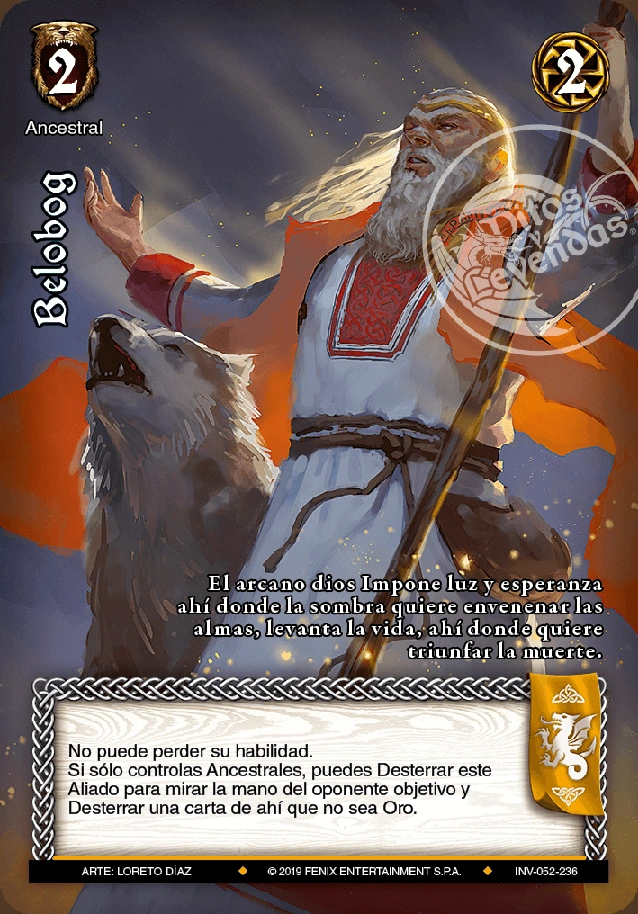 2
2
Ancestral
Belobog
Mitos
y
Leyendas
El arcano dios Impone luz y esperanza
ahí donde la sombra quiere envenenar las
almas, levanta la vida, ahí donde quiere
triunfar la muerte.
No puede perder su habilidad.
Si sólo controlas Ancestrales, puedes Desterrar este
Aliado para mirar la mano del oponente objetivo y
Desterrar una carta de ahí que no sea Oro.
ARTE: LORETO DÍAZ © 2019 FENIX ENTERTAINMENT S.P.A. INV-052-236